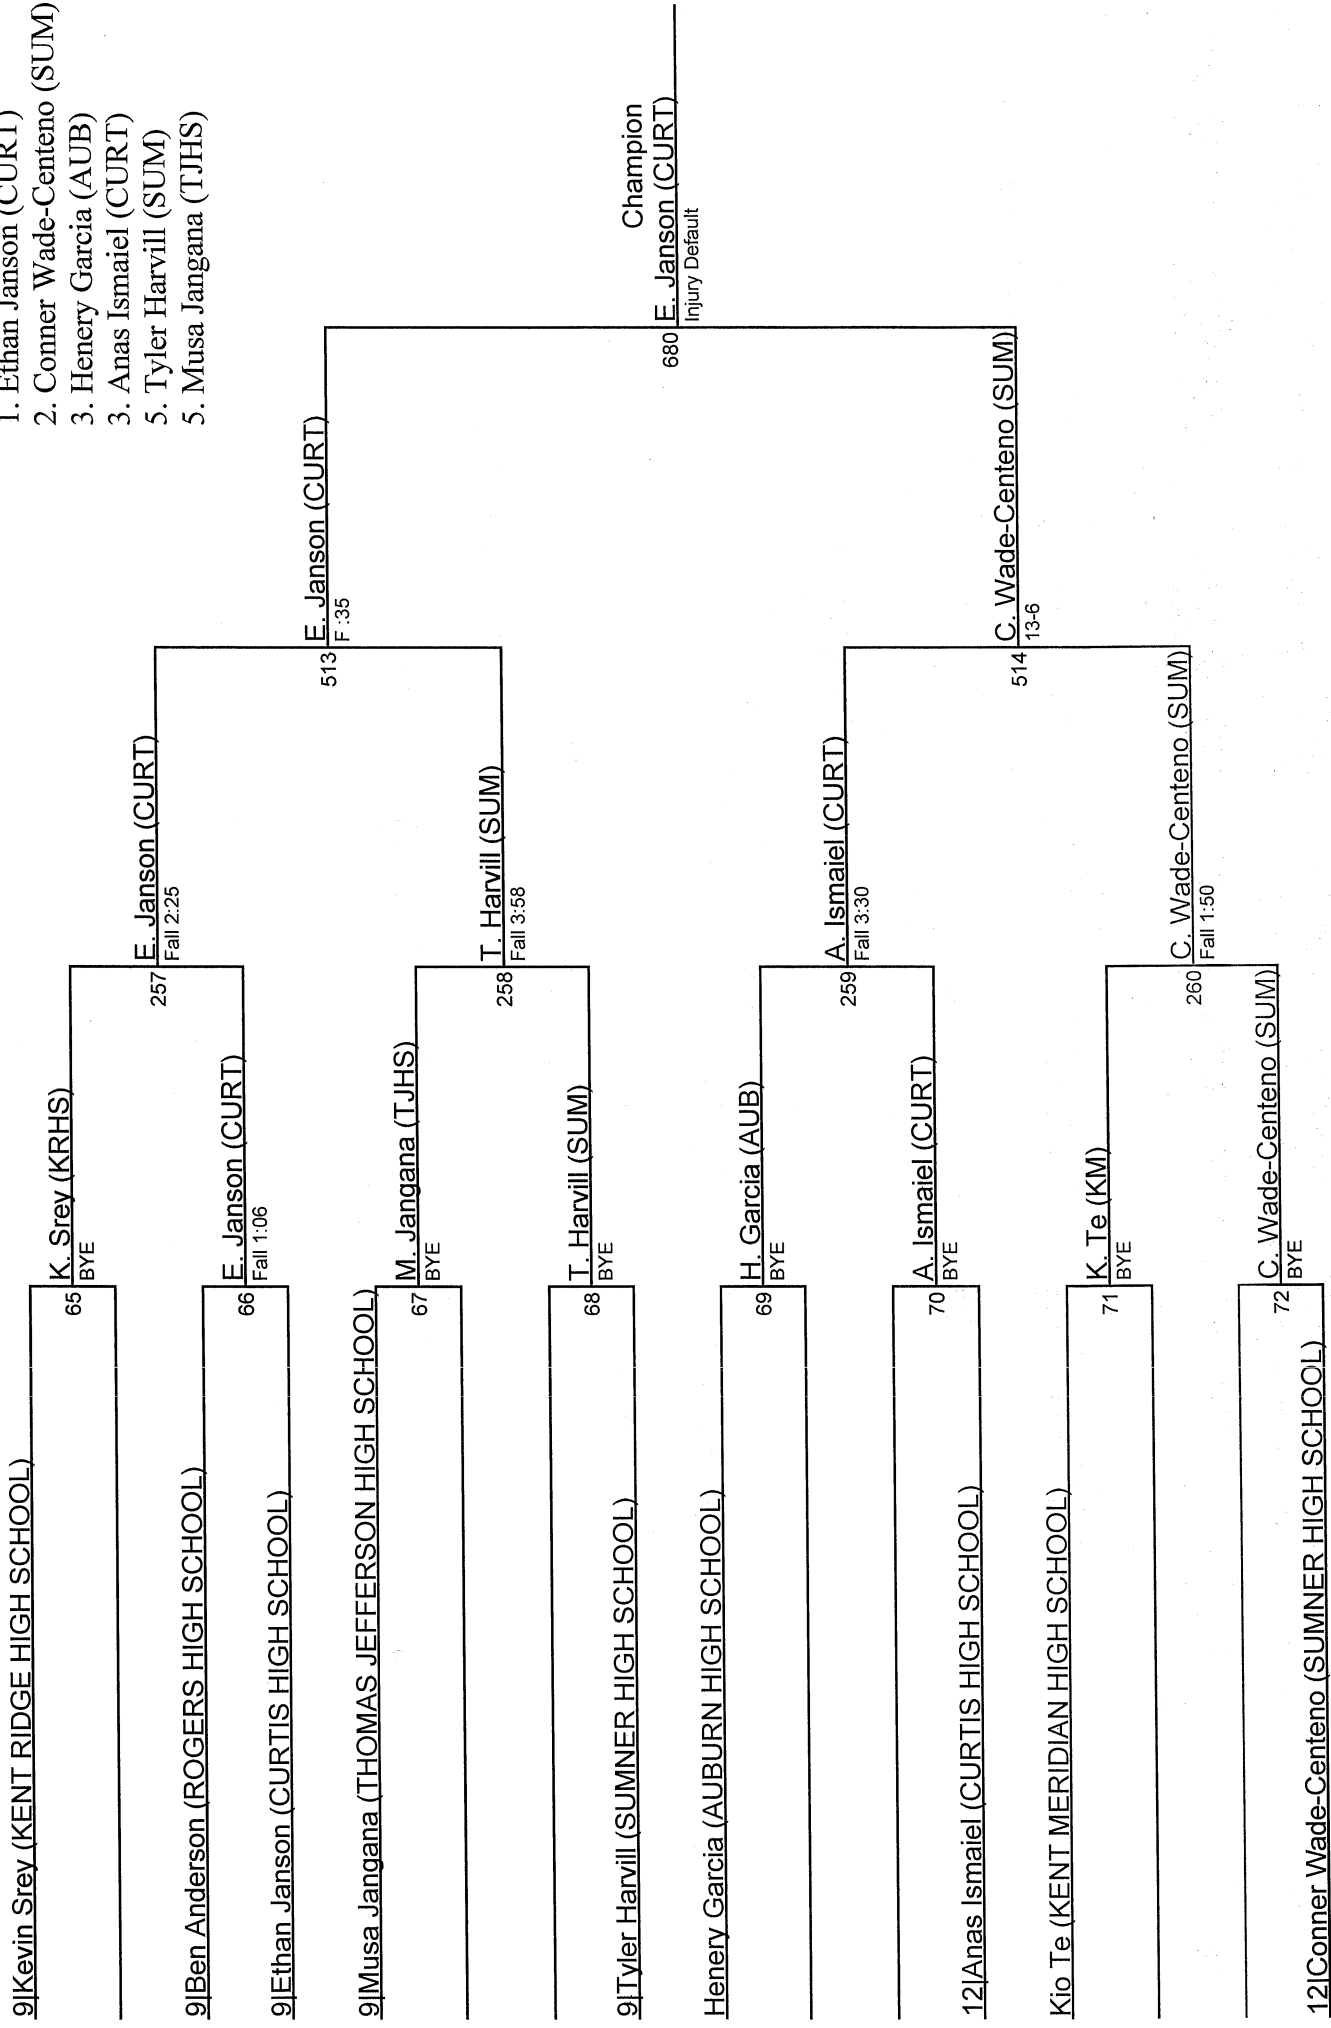 1. Ethan Janson (CURT)
2. Conner Wade-Centeno (SUM)
3. Henery Garcia (AUB)
3. Anas Ismaiel (CURT)
5. Tyler Harvill (SUM)
5. Musa Jangana (TJHS)
9|Kevin Srey (KENT RIDGE HIGH SCHOOL)
65
K. Srey (KRHS)
BYE
9|Ben Anderson (ROGERS HIGH SCHOOL)
66
E. Janson (CURT)
Fall 1:06
9|Ethan Janson (CURTIS HIGH SCHOOL)
257
E. Janson (CURT)
Fall 2:25
9|Musa Jangana (THOMAS JEFFERSON HIGH SCHOOL)
67
M. Jangana (TJHS)
BYE
513
E. Janson (CURT)
F :35
258
T. Harvill (SUM)
Fall 3:58
68
T. Harvill (SUM)
BYE
9|Tyler Harvill (SUMNER HIGH SCHOOL)
Champion
680
E. Janson (CURT)
Injury Default
Henery Garcia (AUBURN HIGH SCHOOL)
69
H. Garcia (AUB)
BYE
259
A. Ismaiel (CURT)
Fall 3:30
70
A. Ismaiel (CURT)
BYE
12|Anas Ismaiel (CURTIS HIGH SCHOOL)
514
C. Wade-Centeno (SUM)
13-6
Kio Te (KENT MERIDIAN HIGH SCHOOL)
71
K. Te (KM)
BYE
260
C. Wade-Centeno (SUM)
Fall 1:50
72
C. Wade-Centeno (SUM)
BYE
12|Conner Wade-Centeno (SUMNER HIGH SCHOOL)